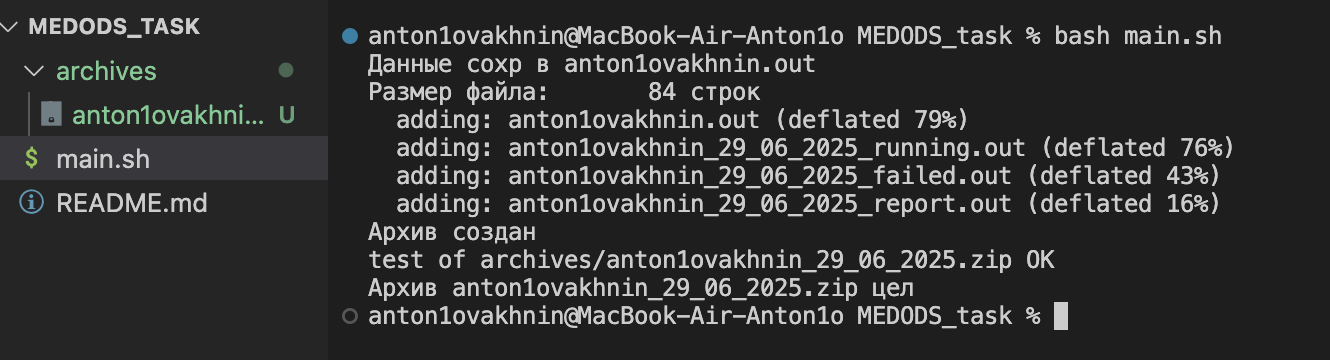 MEDODS_TASK
archives
anton1ovakhni... U
$ main.sh
README.md
anton1ovakhnin@MacBook-Air-Anton1o MEDODS_task % bash main.sh
Данные сохр в anton1ovakhnin.out
Размер файла:       84 строк
  adding: anton1ovakhnin.out (deflated 79%)
  adding: anton1ovakhnin_29_06_2025_running.out (deflated 76%)
  adding: anton1ovakhnin_29_06_2025_failed.out (deflated 43%)
  adding: anton1ovakhnin_29_06_2025_report.out (deflated 16%)
Архив создан
test of archives/anton1ovakhnin_29_06_2025.zip OK
Архив anton1ovakhnin_29_06_2025.zip цел
anton1ovakhnin@MacBook-Air-Anton1o MEDODS_task %